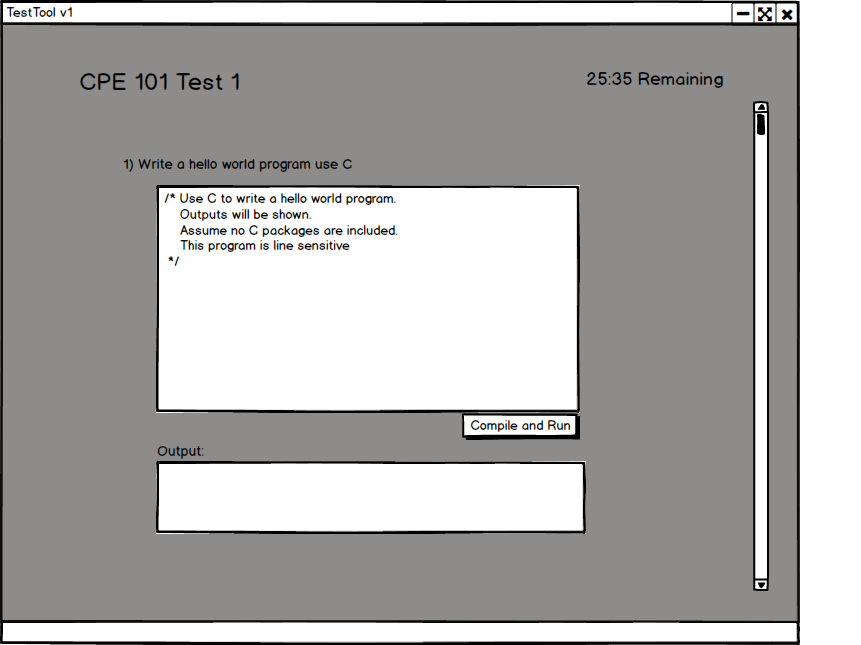 TestTool v1
CPE 101 Test 1
25:35 Remaining
1) Write a hello world program use C
/* Use C to write a hello world program.
Outputs will be shown.
Assume no C packages are included.
This program is line sensitive
*/
Compile and Run
Output: